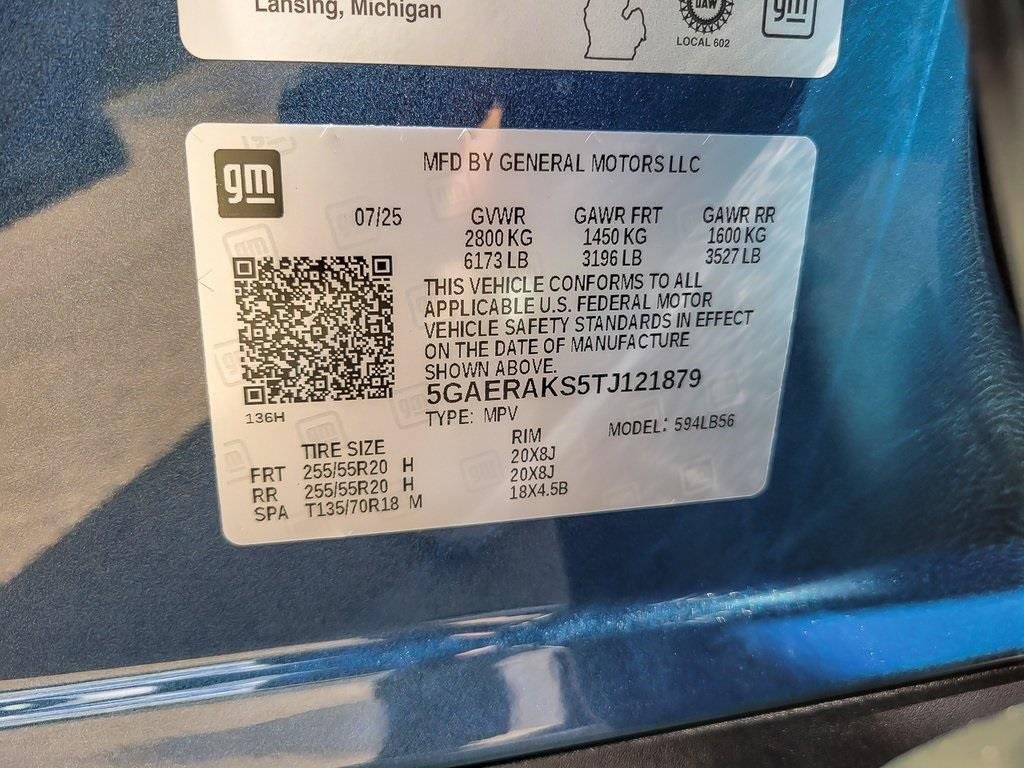 Lansing, Michigan
UAW
LOCAL 602
gm
gm
MFD BY GENERAL MOTORS LLC
07/25 GVWR GAWR FRT GAWR RR
2800 KG 1450 KG 1600 KG
6173 LB 3196 LB 3527 LB
THIS VEHICLE CONFORMS TO ALL
APPLICABLE U.S. FEDERAL MOTOR
VEHICLE SAFETY STANDARDS IN EFFECT
ON THE DATE OF MANUFACTURE
SHOWN ABOVE.
5GAERAKS5TJ121879
136H
TYPE: MPV MODEL: 594LB56
TIRE SIZE RIM
FRT 255/55R20 H 20X8J
RR 255/55R20 H 20X8J
SPA T135/70R18 M 18X4.5B